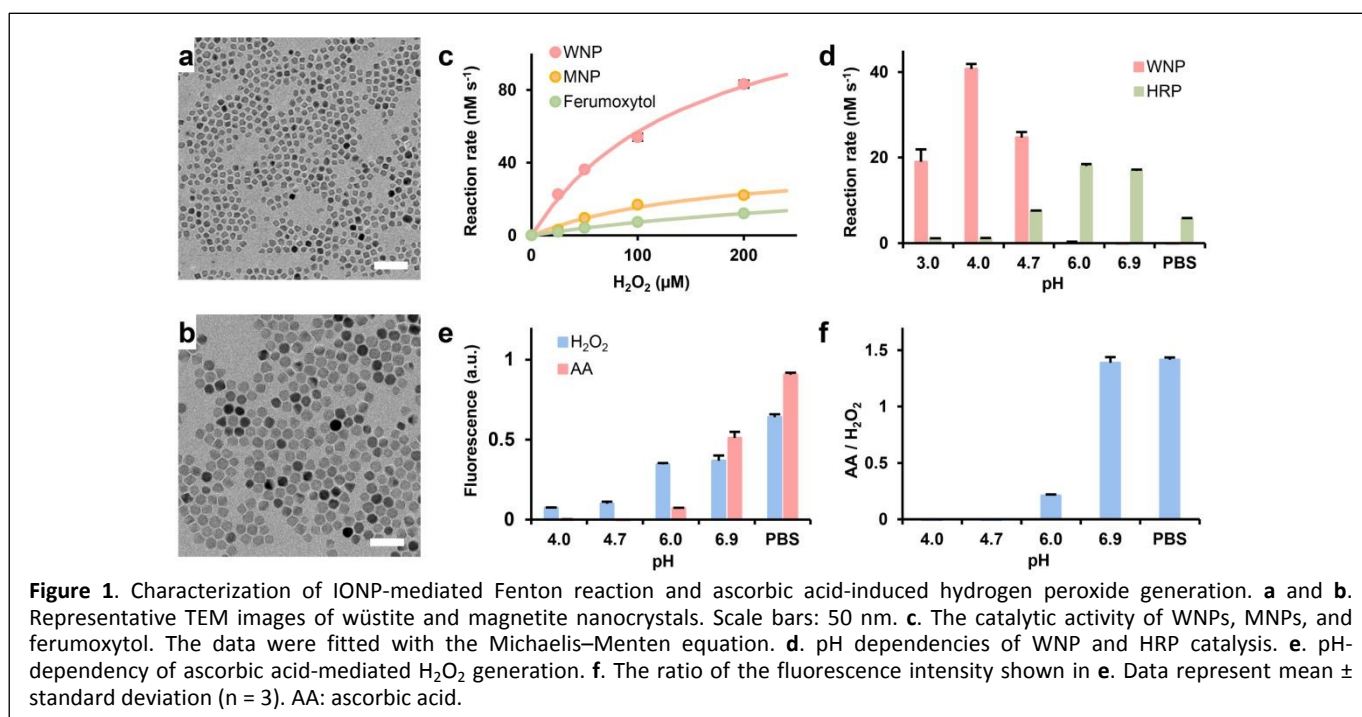 a
c
WNP
MNP
Ferumoxytol
Reaction rate (nM s⁻¹)
80
40
0
0
100
200
H₂O₂ (µM)
d
WNP
HRP
Reaction rate (nM s⁻¹)
40
20
0
3.0 4.0 4.7 6.0 6.9 PBS
pH
b
e
H₂O₂
AA
Fluorescence (a.u.)
1
0.5
0
4.0 4.7 6.0 6.9 PBS
pH
f
AA / H₂O₂
1.5
1
0.5
0
4.0 4.7 6.0 6.9 PBS
pH
Figure 1. Characterization of IONP-mediated Fenton reaction and ascorbic acid-induced hydrogen peroxide generation. a and b.
Representative TEM images of wüstite and magnetite nanocrystals. Scale bars: 50 nm. c. The catalytic activity of WNPs, MNPs, and
ferumoxytol. The data were fitted with the Michaelis–Menten equation. d. pH dependencies of WNP and HRP catalysis. e. pH-
dependency of ascorbic acid-mediated H₂O₂ generation. f. The ratio of the fluorescence intensity shown in e. Data represent mean ±
standard deviation (n = 3). AA: ascorbic acid.